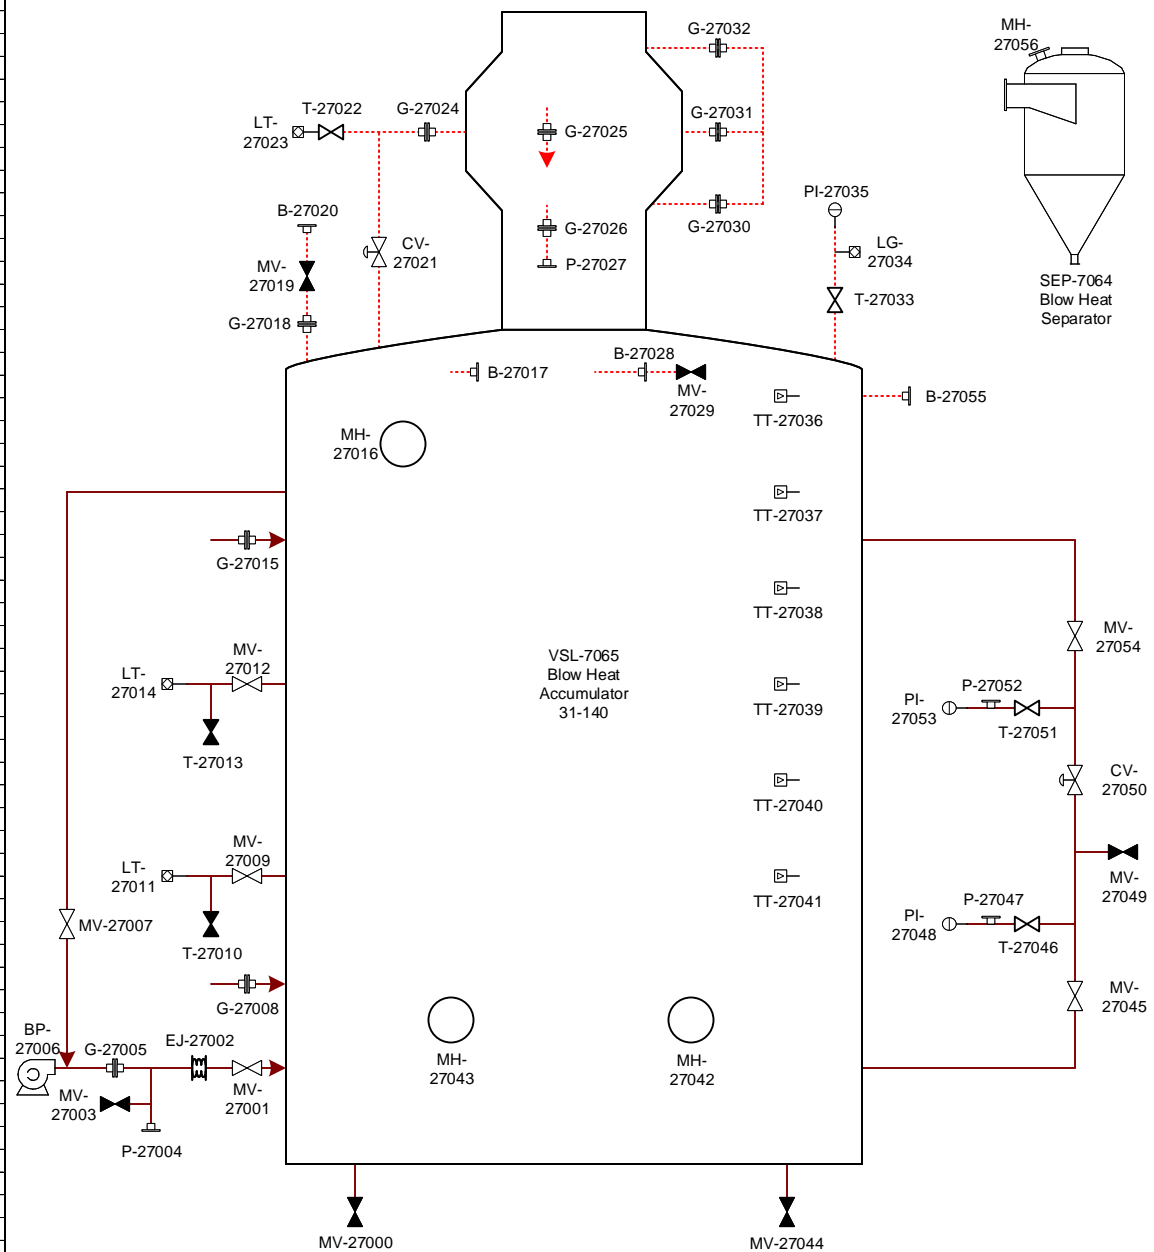 G-27032
MH-
27056
T-27022
G-27024
LT-
27023
G-27031
G-27025
PI-27035
B-27020
G-27026
G-27030
CV-
27021
P-27027
LG-
27034
MV-
27019
T-27033
SEP-7064
Blow Heat
Separator
G-27018
B-27017
B-27028
MV-
27029
B-27055
TT-27036
MH-
27016
TT-27037
G-27015
TT-27038
MV-
27012
LT-
27014
VSL-7065
Blow Heat
Accumulator
31-140
MV-
27054
P-27052
PI-
27053
TT-27039
T-27051
T-27013
CV-
27050
TT-27040
MV-
27009
LT-
27011
MV-
27049
TT-27041
P-27047
PI-
27048
MV-27007
T-27010
T-27046
MV-
27045
G-27008
BP-
27006
G-27005
EJ-27002
MH-
27043
MH-
27042
MV-
27003
MV-
27001
P-27004
MV-27000
MV-27044